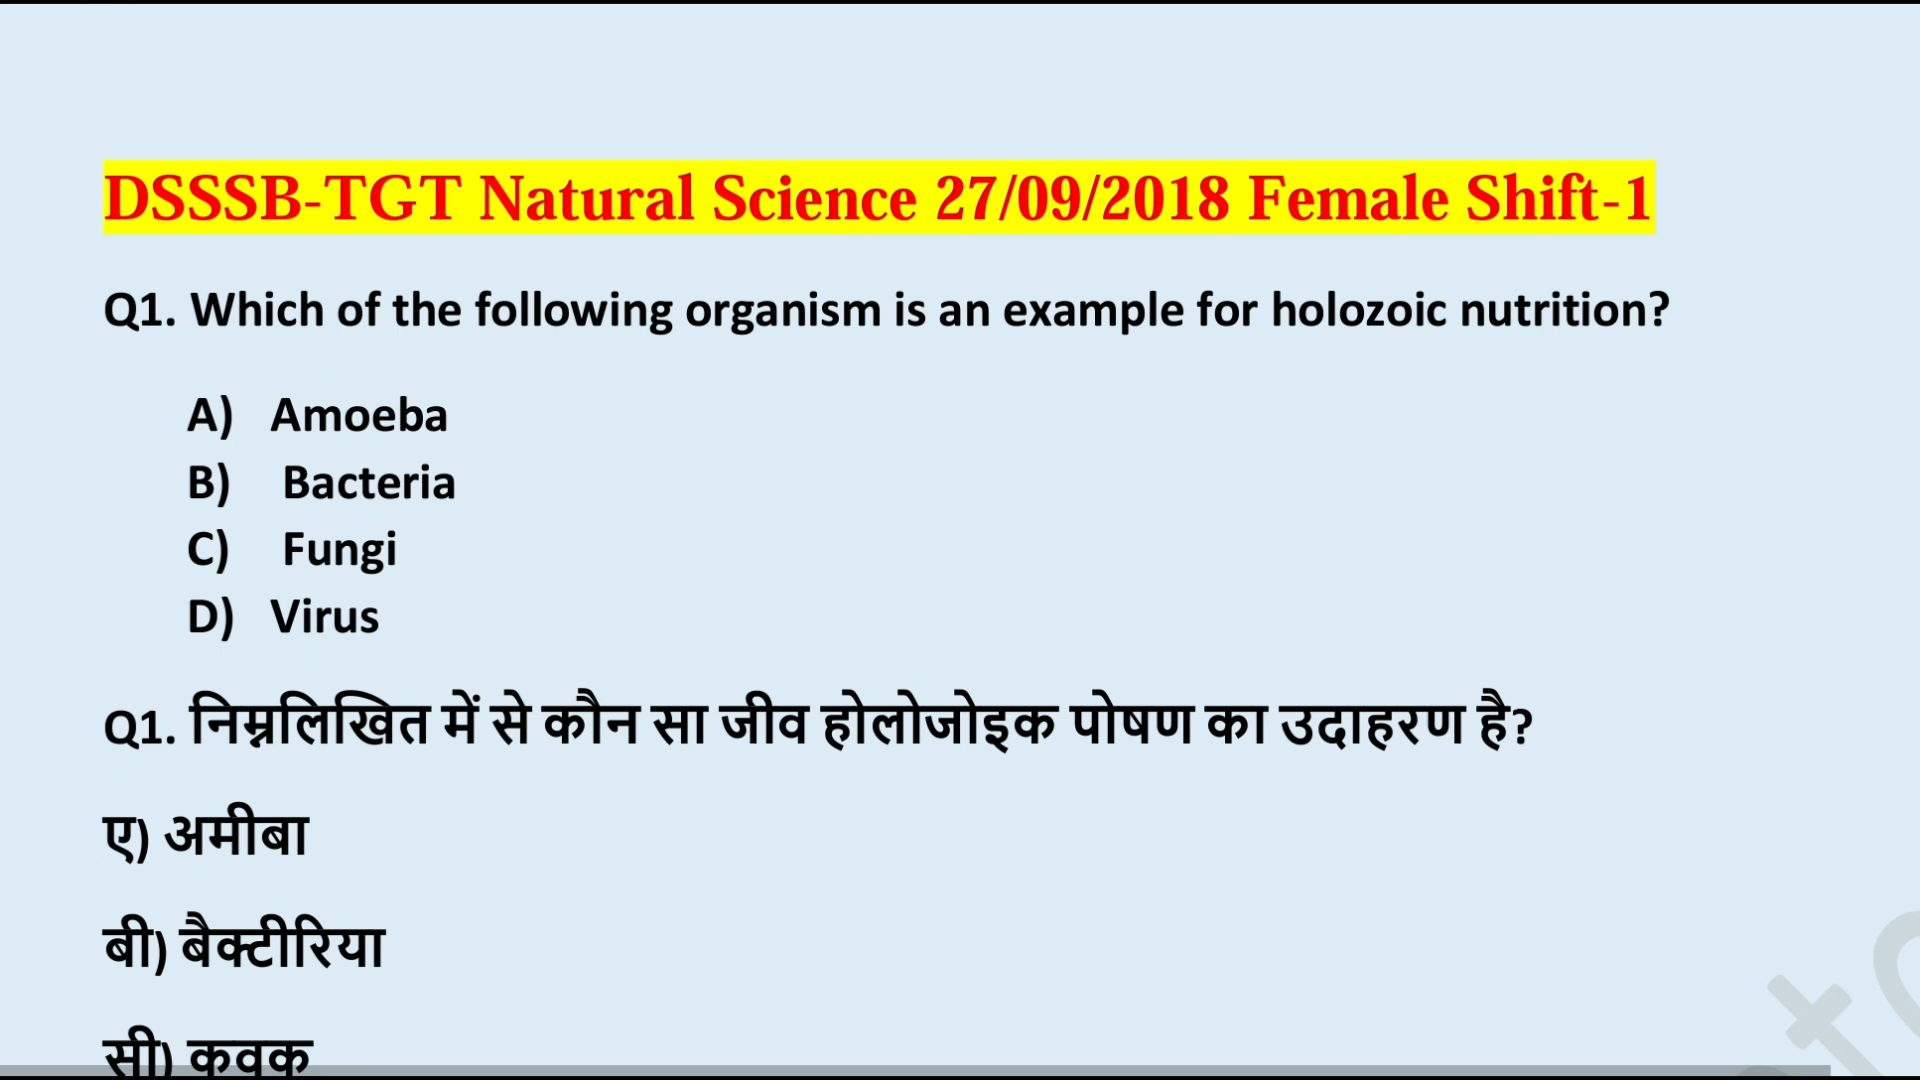 DSSSB-TGT Natural Science 27/09/2018 Female Shift-1
Q1. Which of the following organism is an example for holozoic nutrition?
A) Amoeba
B) Bacteria
C) Fungi
D) Virus
Q1. निम्नलिखित में से कौन सा जीव होलोजोइक पोषण का उदाहरण है?
ए) अमीबा
बी) बैक्टीरिया
सी) कवक